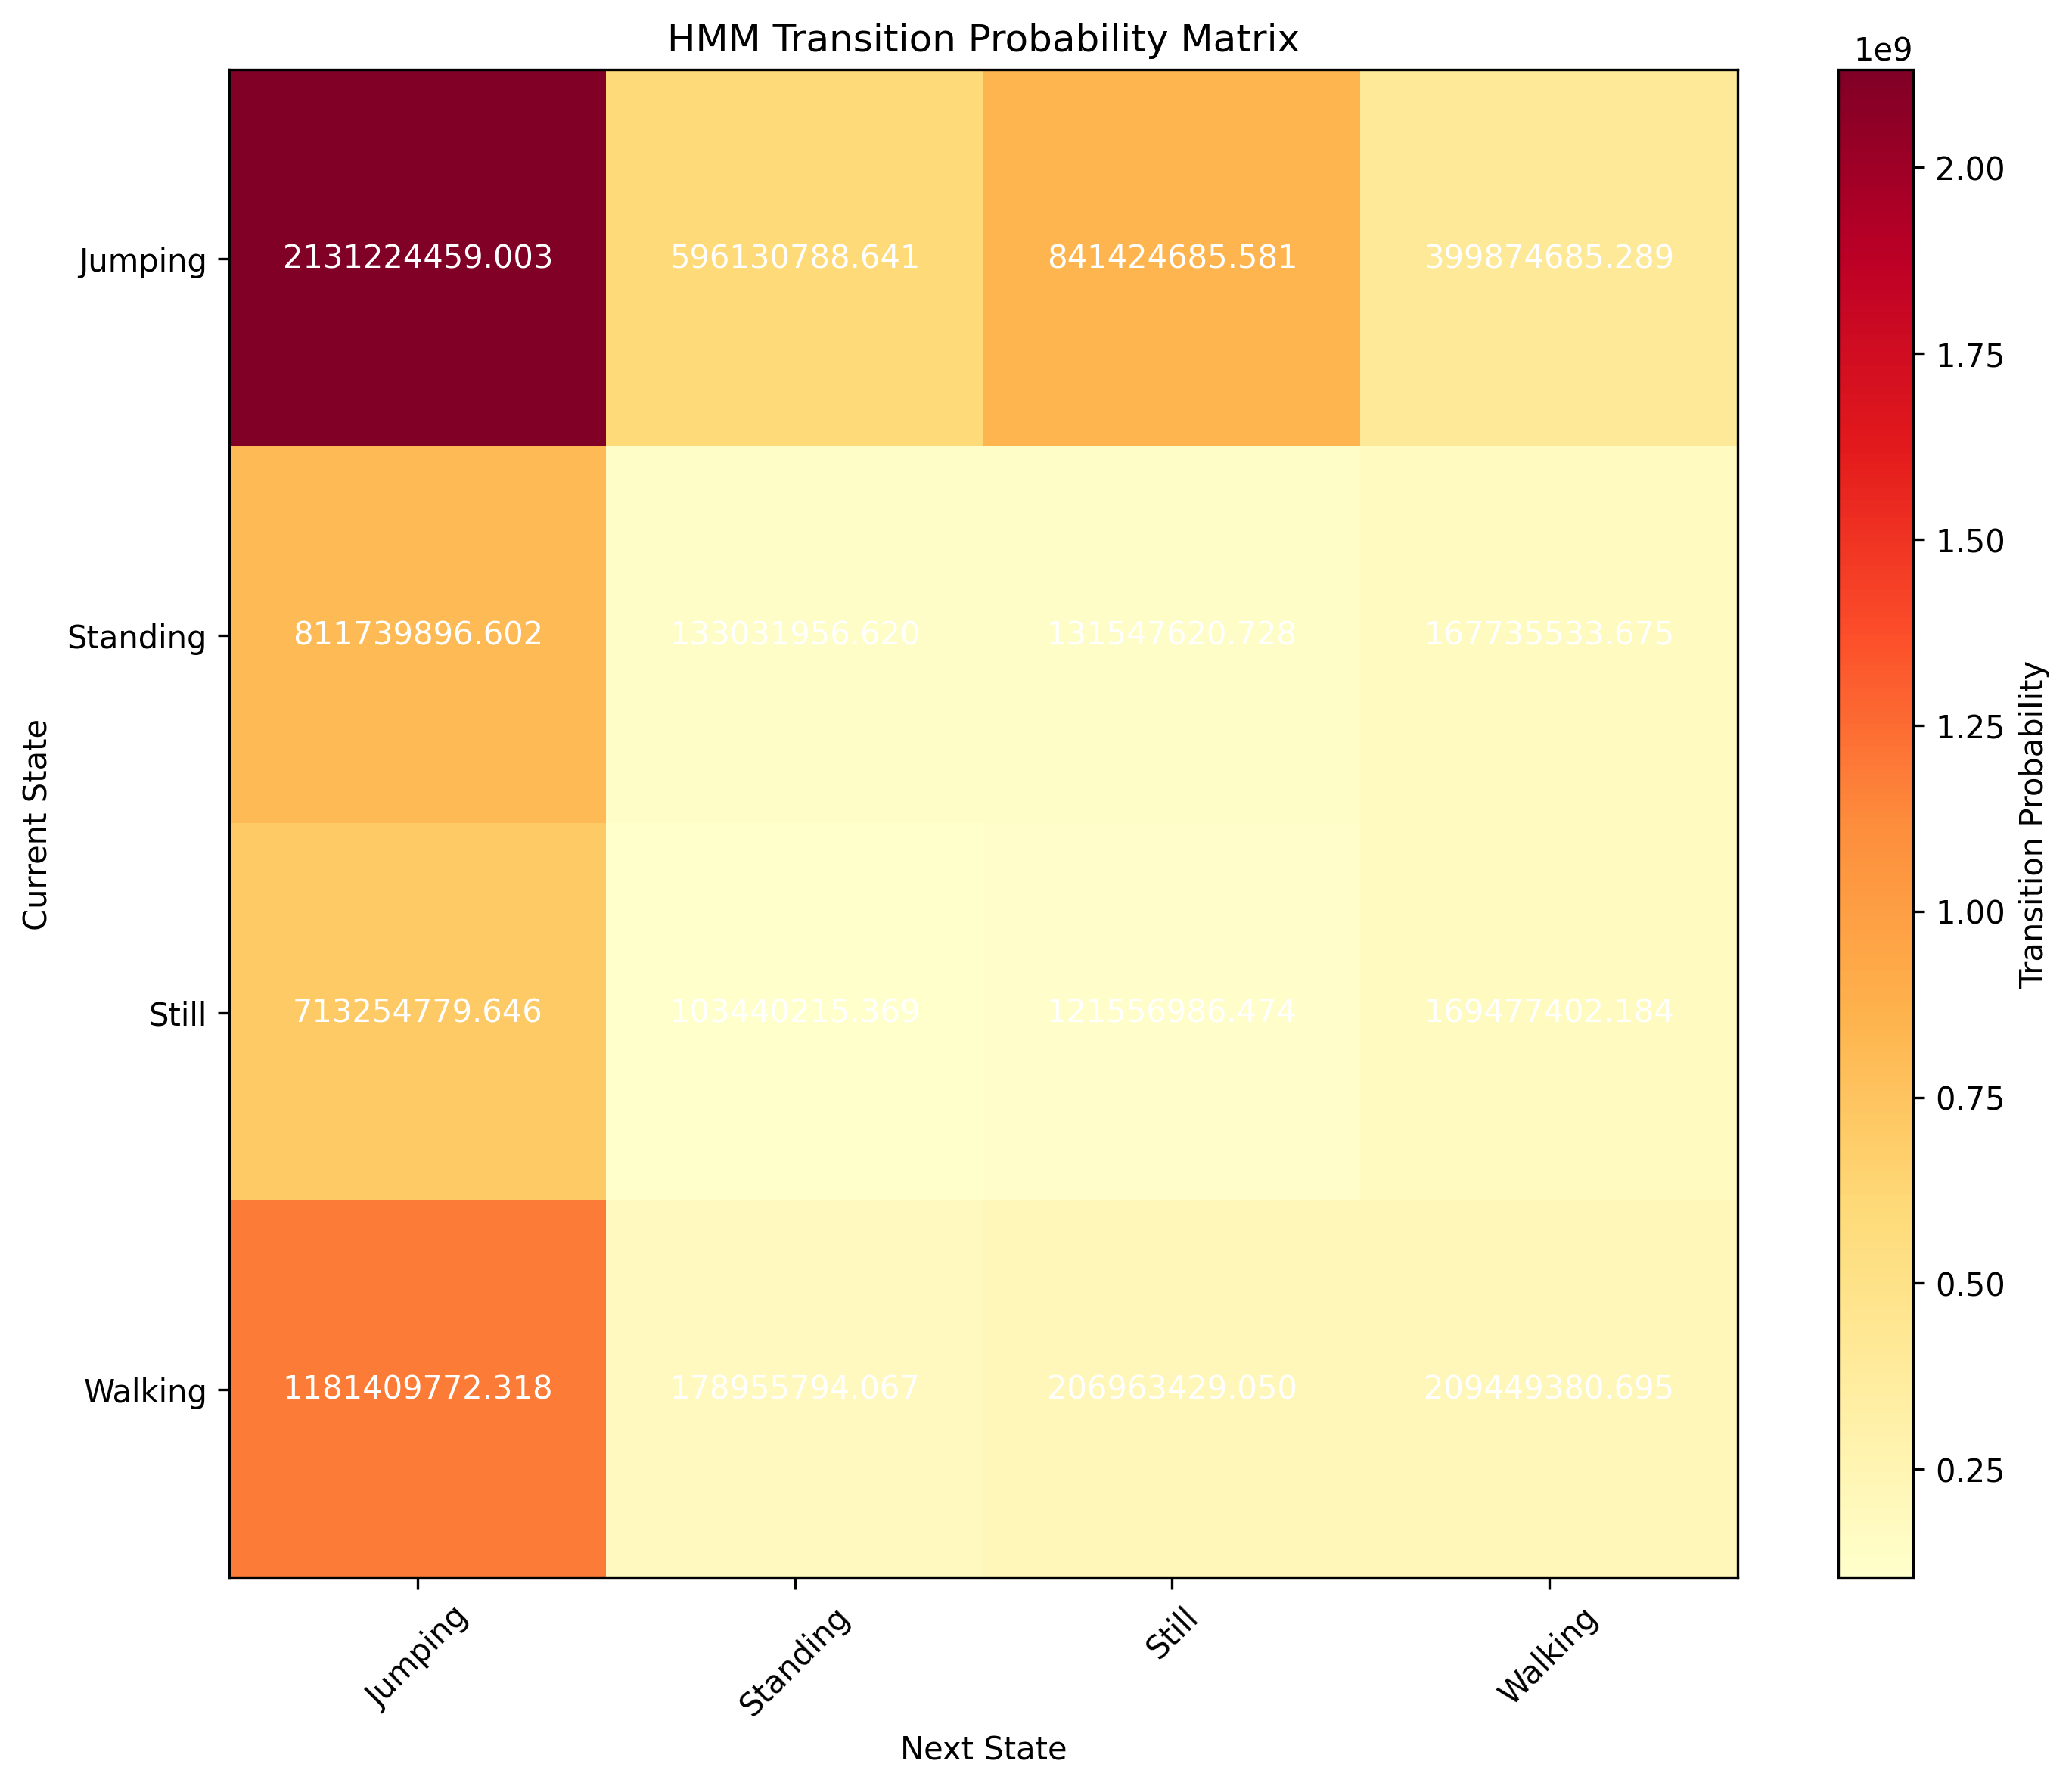 HMM Transition Probability Matrix
1e9
Jumping
2131224459.003 596130788.641 841424685.581 399874685.289
Standing
811739896.602 133031956.620 131547620.728 167735533.675
Still
713254779.646 103440215.369 121556986.474 169477402.184
Walking
1181409772.318 178955794.067 206963429.050 209449380.695
Current State
Jumping
Standing
Still
Walking
Next State
2.00
1.75
1.50
1.25
1.00
0.75
0.50
0.25
Transition Probability